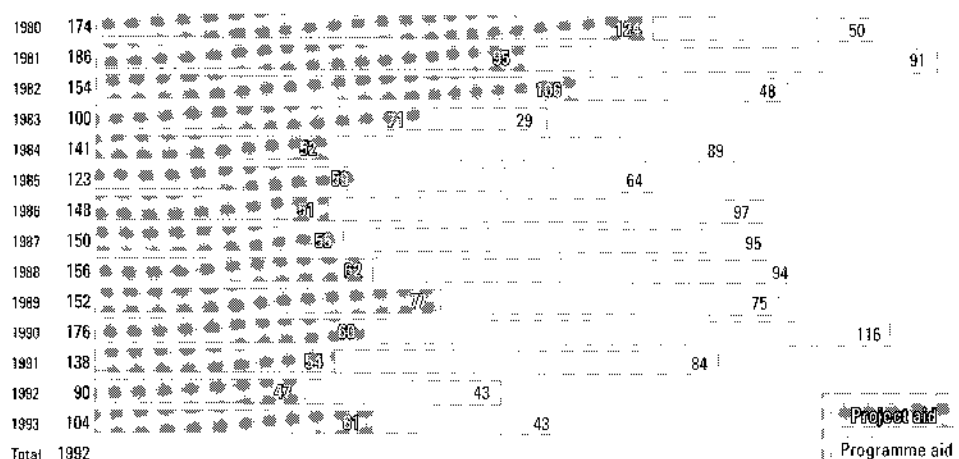 1980 174 124 50
1981 186 95 91
1982 154 106 48
1983 100 71 29
1984 141 52 89
1985 123 59 64
1986 148 51 97
1987 150 55 95
1988 156 62 94
1989 152 77 75
1990 176 60 116
1991 138 54 84
1992 90 47 43
1993 104 61 43
Total 1992
Project aid
Programme aid